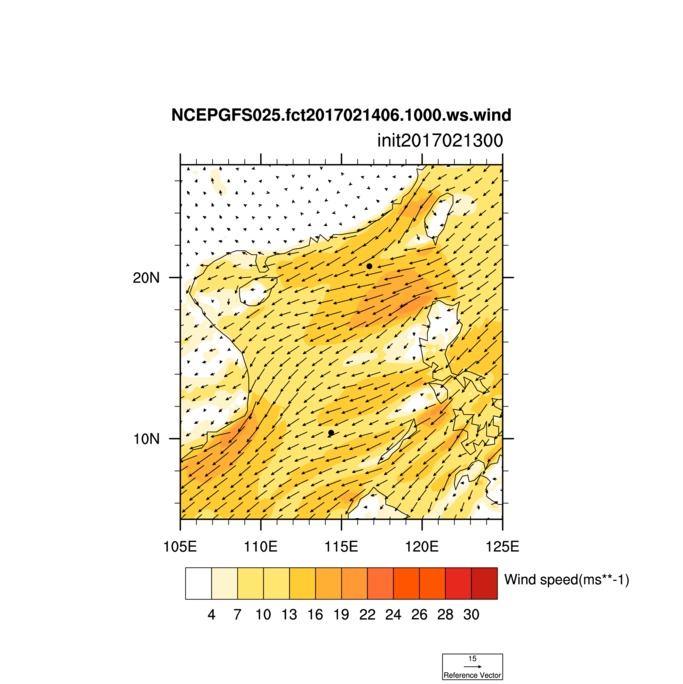 NCEPGFS025.fct2017021406.1000.ws.wind
init2017021300
20N
10N
105E 110E 115E 120E 125E
Wind speed(ms**-1)
4 7 10 13 16 19 22 24 26 28 30
15
Reference Vector